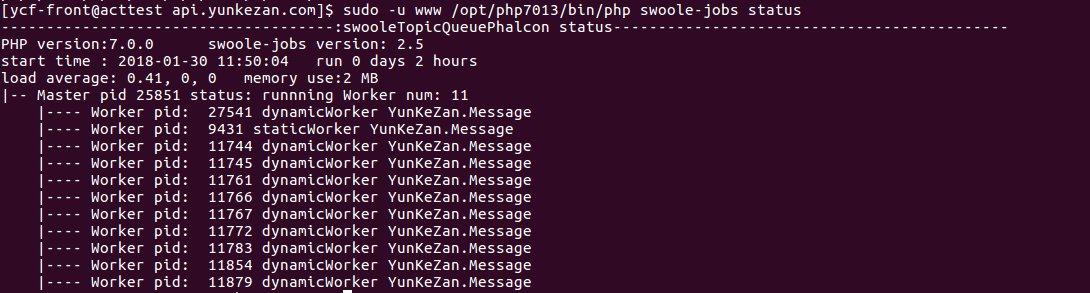 [ycf-front@acttest api.yunkezan.com]$ sudo -u www /opt/php7013/bin/php swoole-jobs status
-------------------------------------:swooleTopicQueuePhalcon status--------------------------------------------
PHP version:7.0.0      swoole-jobs version: 2.5
start time : 2018-01-30 11:50:04   run 0 days 2 hours
load average: 0.41, 0, 0   memory use:2 MB
|-- Master pid 25851 status: runnning Worker num: 11
    |---- Worker pid:  27541 dynamicWorker YunKeZan.Message
    |---- Worker pid:  9431 staticWorker YunKeZan.Message
    |---- Worker pid:  11744 dynamicWorker YunKeZan.Message
    |---- Worker pid:  11745 dynamicWorker YunKeZan.Message
    |---- Worker pid:  11761 dynamicWorker YunKeZan.Message
    |---- Worker pid:  11766 dynamicWorker YunKeZan.Message
    |---- Worker pid:  11767 dynamicWorker YunKeZan.Message
    |---- Worker pid:  11772 dynamicWorker YunKeZan.Message
    |---- Worker pid:  11783 dynamicWorker YunKeZan.Message
    |---- Worker pid:  11854 dynamicWorker YunKeZan.Message
    |---- Worker pid:  11879 dynamicWorker YunKeZan.Message